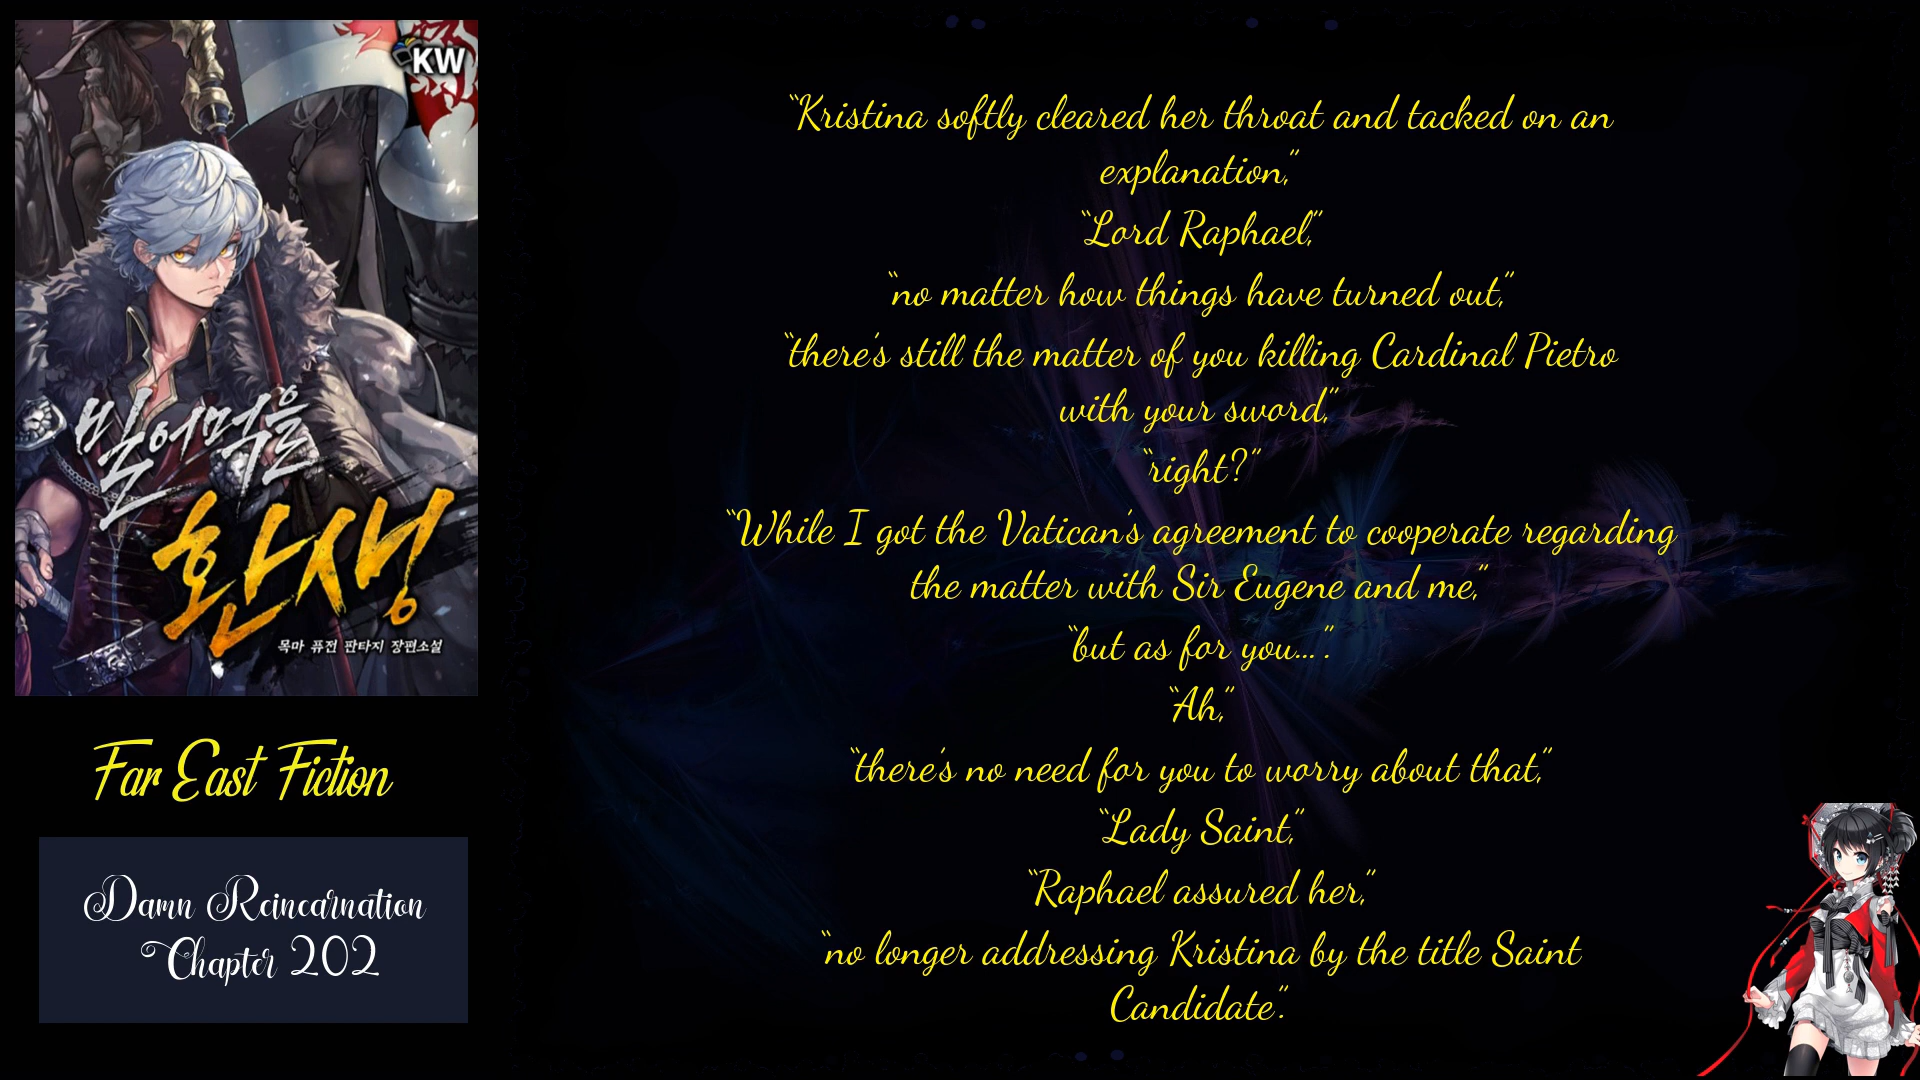 KW
빌어먹을
환생
목마 퓨전 판타지 장편소설
Far East Fiction
Damn Reincarnation
Chapter 202
“Kristina softly cleared her throat and tacked on an
explanation,”
“Lord Raphael,”
“no matter how things have turned out,”
“there’s still the matter of you killing Cardinal Pietro
with your sword,”
“right?”
“While I got the Vatican’s agreement to cooperate regarding
the matter with Sir Eugene and me,”
“but as for you…”.
“Ah,”
“there’s no need for you to worry about that,”
“Lady Saint,”
“Raphael assured her,”
“no longer addressing Kristina by the title Saint
Candidate”.